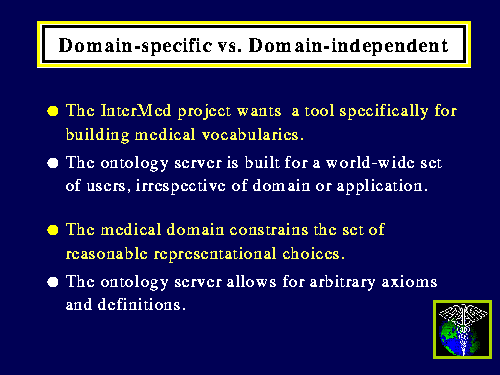 Domain-specific vs. Domain-independent
The InterMed project wants a tool specifically for
building medical vocabularies.
The ontology server is built for a world-wide set
of users, irrespective of domain or application.
The medical domain constrains the set of
reasonable representational choices.
The ontology server allows for arbitrary axioms
and definitions.